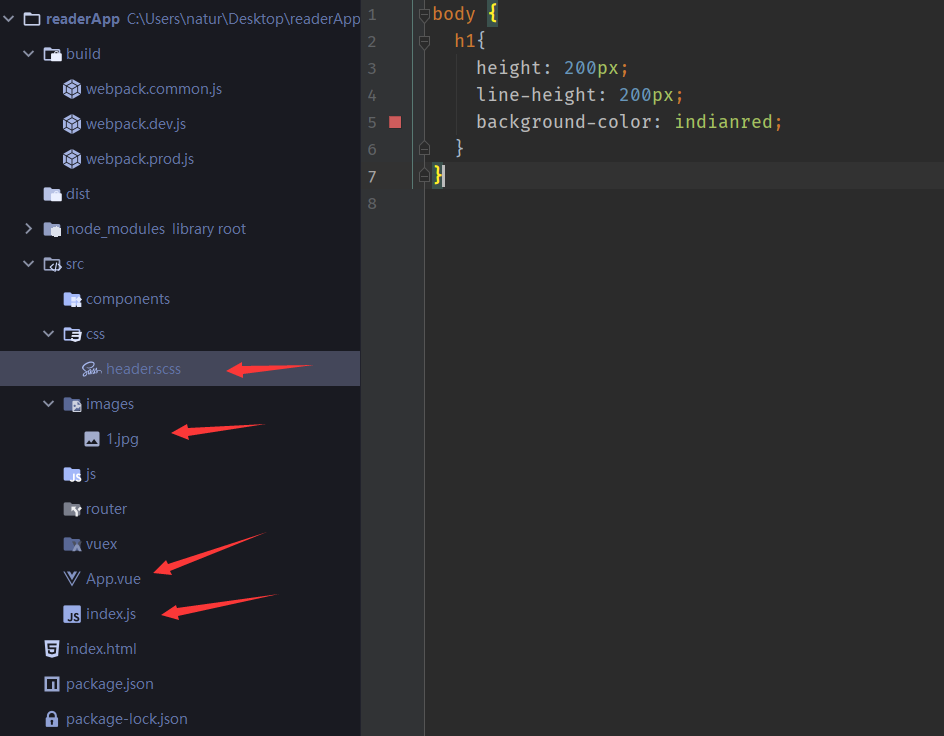 readerApp C:\Users\natur\Desktop\readerApp
build
webpack.common.js
webpack.dev.js
webpack.prod.js
dist
node_modules library root
src
components
css
header.scss
images
1.jpg
js
router
vuex
App.vue
index.js
index.html
package.json
package-lock.json
1 body {
2 h1{
3 height: 200px;
4 line-height: 200px;
5 background-color: indianred;
6 }
7 }
8